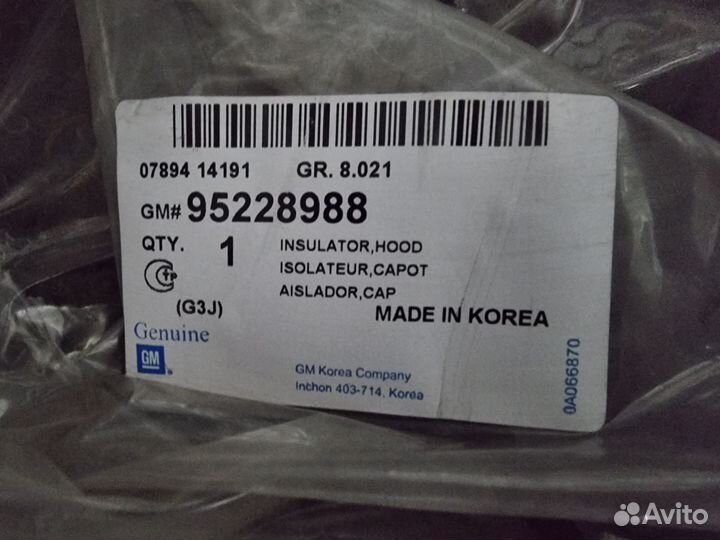 07894 14191 GR. 8.021
GM# 95228988
QTY. 1 INSULATOR,HOOD
ISOLATEUR,CAPOT
AISLADOR,CAP
(G3J) MADE IN KOREA
Genuine
GM
GM Korea Company
Inchon 403-714, Korea
0A066870
Avito